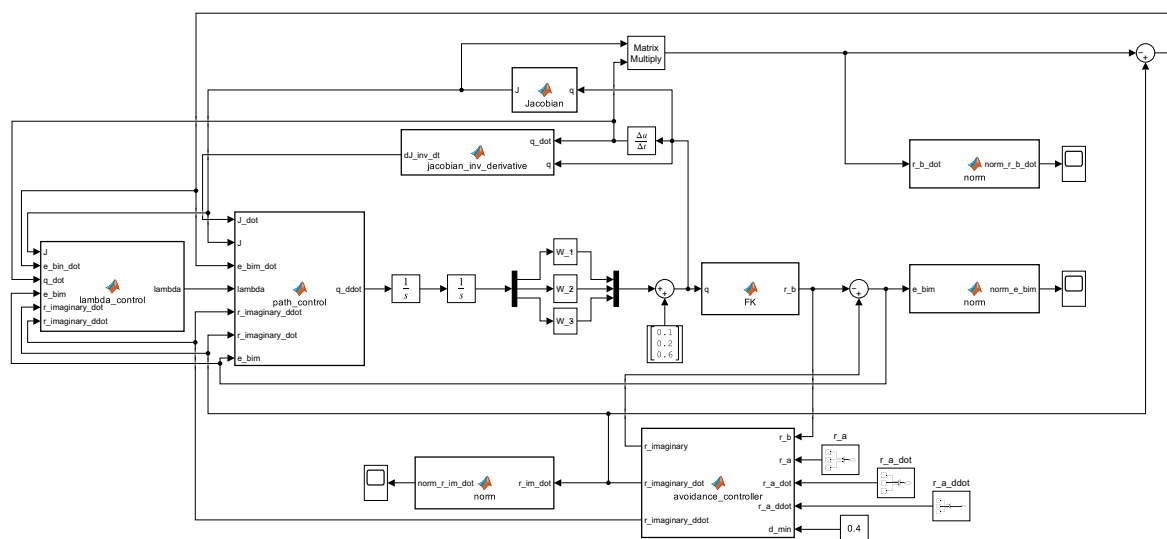 Matrix
Multiply
−
+
J
q
Jacobian
q_dot
Δu
Δt
dJ_inv_dt
jacobian_inv_derivative
q
r_b_dot
norm_r_b_dot
norm
J
e_bin_dot
q_dot
e_bim
r_imaginary_dot
r_imaginary_ddot
lambda
lambda_control
J_dot
J
e_bim_dot
lambda
r_imaginary_ddot
r_imaginary_dot
e_bim
q_ddot
path_control
1
s
1
s
W_1
W_2
W_3
+
+
0.1
0.2
0.6
q
r_b
FK
−
+
e_bim
norm_e_bim
norm
r_imaginary
r_imaginary_dot
r_imaginary_ddot
avoidance_controller
r_b
r_a
r_a_dot
r_a_ddot
d_min
r_a
r_a_dot
r_a_ddot
0.4
norm_r_im_dot
r_im_dot
norm